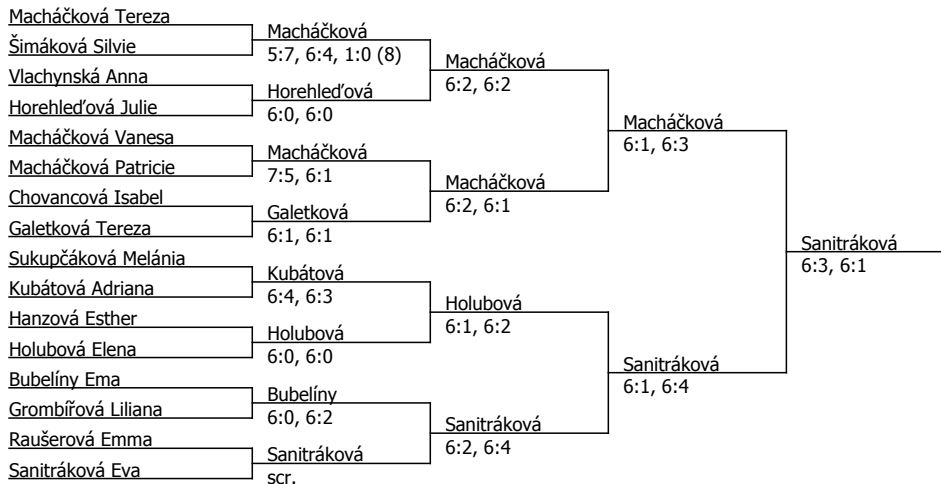 Macháčková Tereza
Šimáková Silvie
Vlachynská Anna
Horehleďová Julie
Macháčková Vanesa
Macháčková Patricie
Chovancová Isabel
Galetková Tereza
Sukupčáková Melánia
Kubátová Adriana
Hanzová Esther
Holubová Elena
Bubelíny Ema
Grombířová Liliana
Raušerová Emma
Sanitráková Eva
Macháčková
5:7, 6:4, 1:0 (8)
Horehleďová
6:0, 6:0
Macháčková
7:5, 6:1
Galetková
6:1, 6:1
Kubátová
6:4, 6:3
Holubová
6:0, 6:0
Bubelíny
6:0, 6:2
Sanitráková
scr.
Macháčková
6:2, 6:2
Macháčková
6:2, 6:1
Holubová
6:1, 6:2
Sanitráková
6:2, 6:4
Macháčková
6:1, 6:3
Sanitráková
6:1, 6:4
Sanitráková
6:3, 6:1